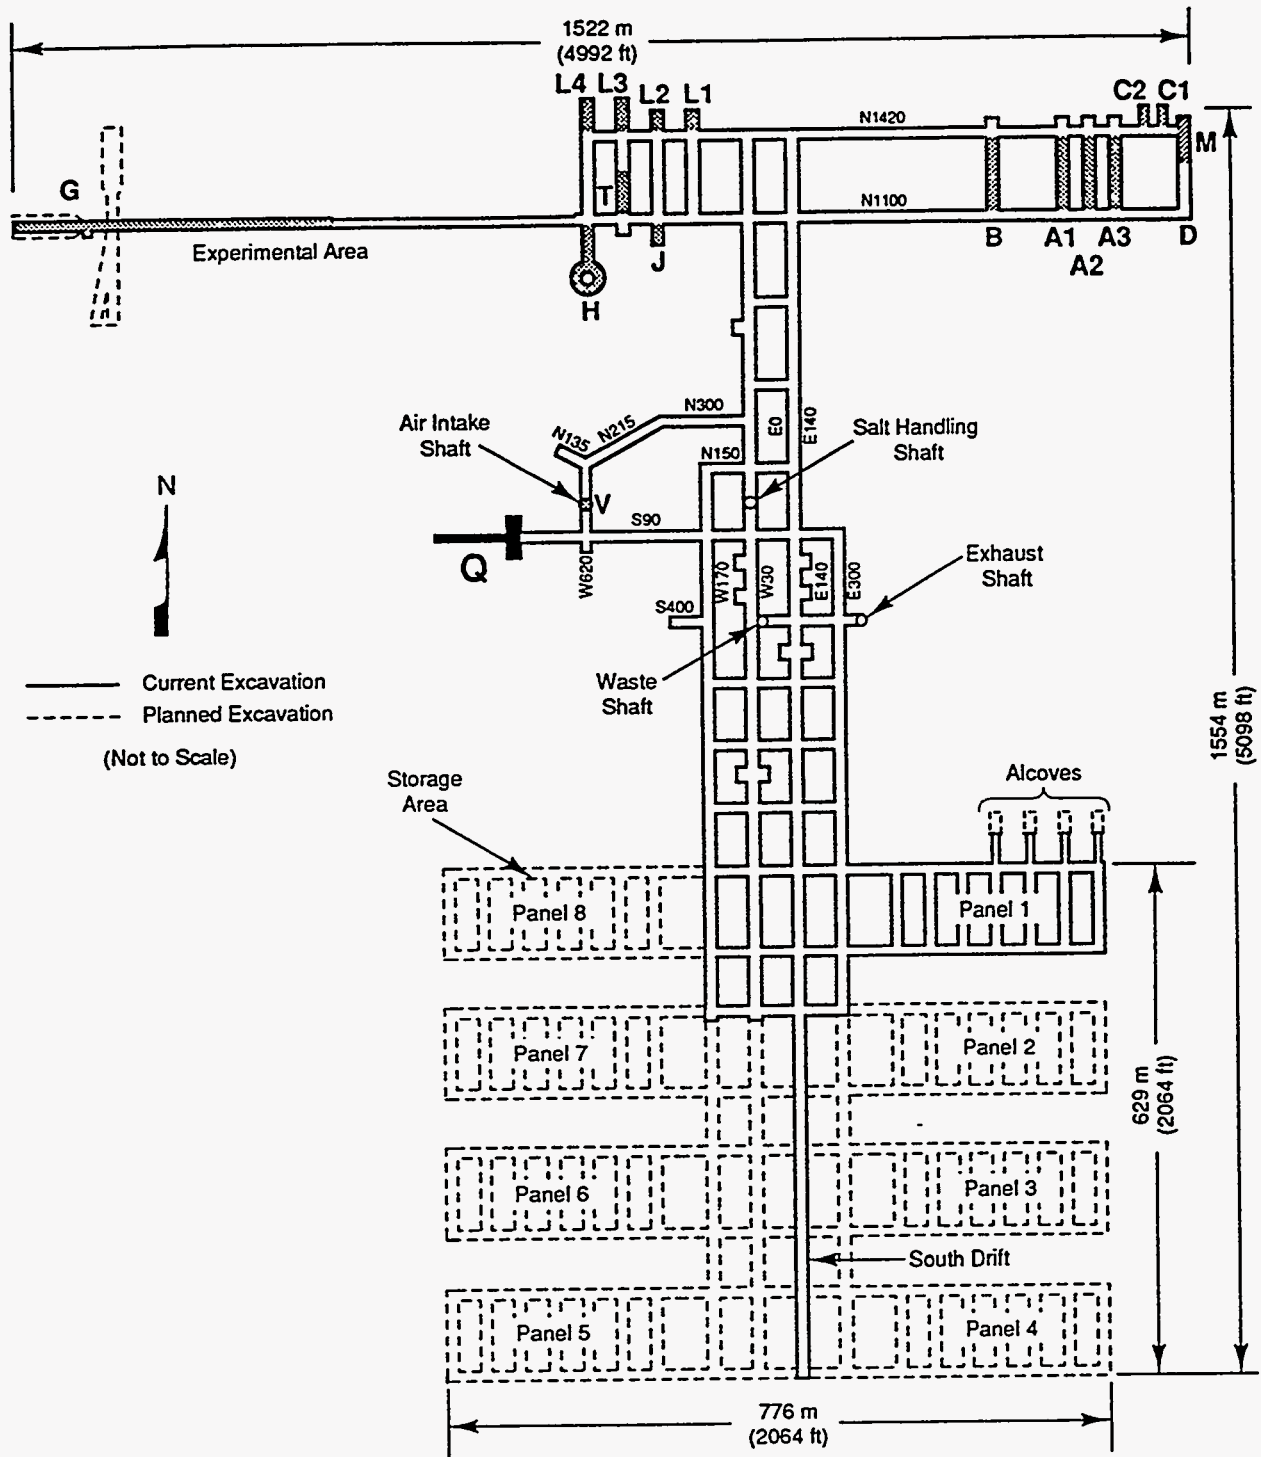 1522 m
(4992 ft)
L4 L3 L2 L1
C2 C1
N1420
M
G
T
N1100
Experimental Area
H
J
B A1 A3 D
A2
N300
Air Intake
Shaft
N135
N215
E0
E140
Salt Handling
Shaft
N150
N
V
S90
Q
W620
W170
W30
E140
E300
Exhaust
Shaft
S400
Waste
Shaft
Current Excavation
Planned Excavation
(Not to Scale)
1554 m
(5098 ft)
Storage
Area
Alcoves
Panel 8
Panel 1
Panel 7
Panel 2
629 m
(2064 ft)
Panel 6
Panel 3
South Drift
Panel 5
Panel 4
776 m
(2064 ft)